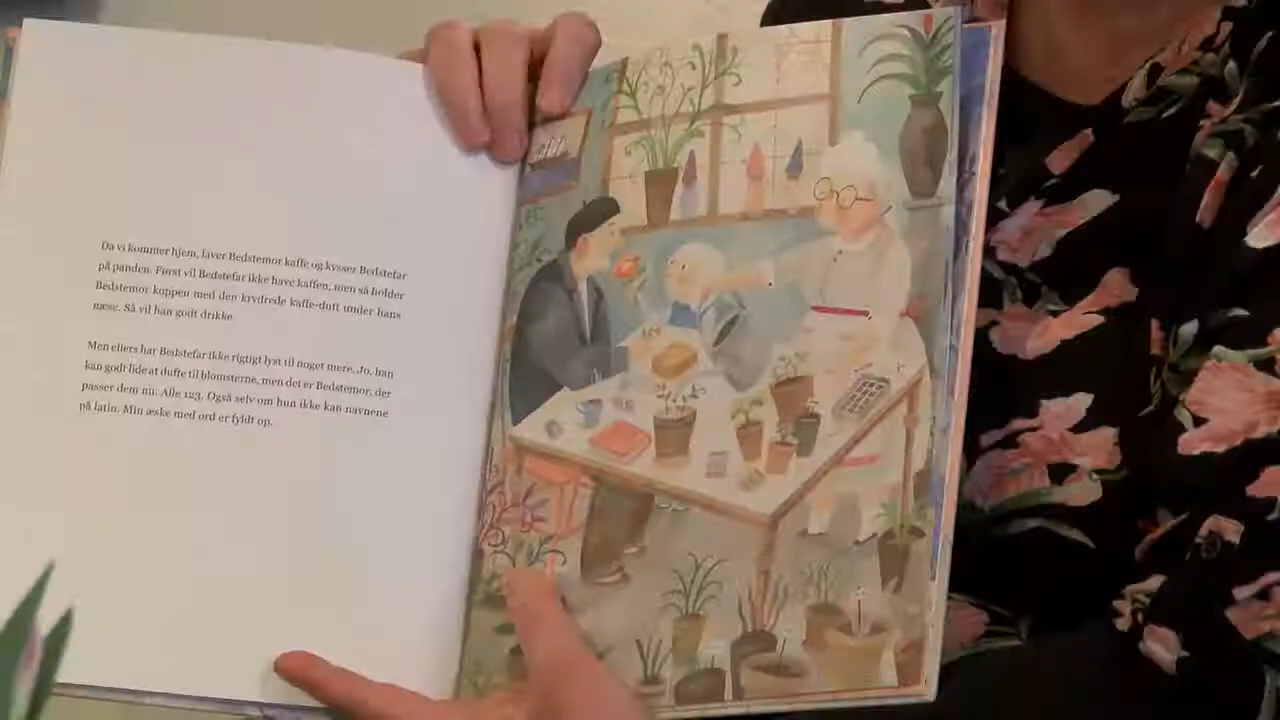 Da vi kommer hjem, laver Bedstemor kaffe og kysser Bedstefar
på panden. Først vil Bedstefar ikke have kaffen, men så holder
Bedstemor koppen med den krydrede kaffe-duft under hans
næse. Så vil han godt drikke.
Men ellers har Bedstefar ikke rigtigt lyst til noget mere. Jo, han
kan godt lide at dufte til blomsterne, men det er Bedstemor, der
passer dem nu. Alle 123. Også selv om hun ikke kan navnene
på latin. Min æske med ord er fyldt op.